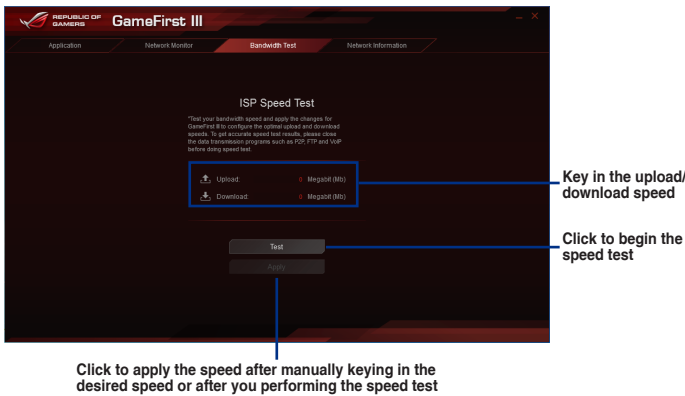 REPUBLIC OF
GAMERS
GameFirst III
Application
Network Monitor
Bandwidth Test
Network Information
ISP Speed Test
*Test your bandwidth speed and apply the changes for
GameFirst III to configure the optimal upload and download
speeds. To get accurate speed test results, please close
the data transmission programs such as P2P, FTP and VoiP
before doing speed test.
Upload: 0 Megabit (Mb)
Download: 0 Megabit (Mb)
Key in the upload/
download speed
Test
Click to begin the
speed test
Apply
Click to apply the speed after manually keying in the
desired speed or after you performing the speed test